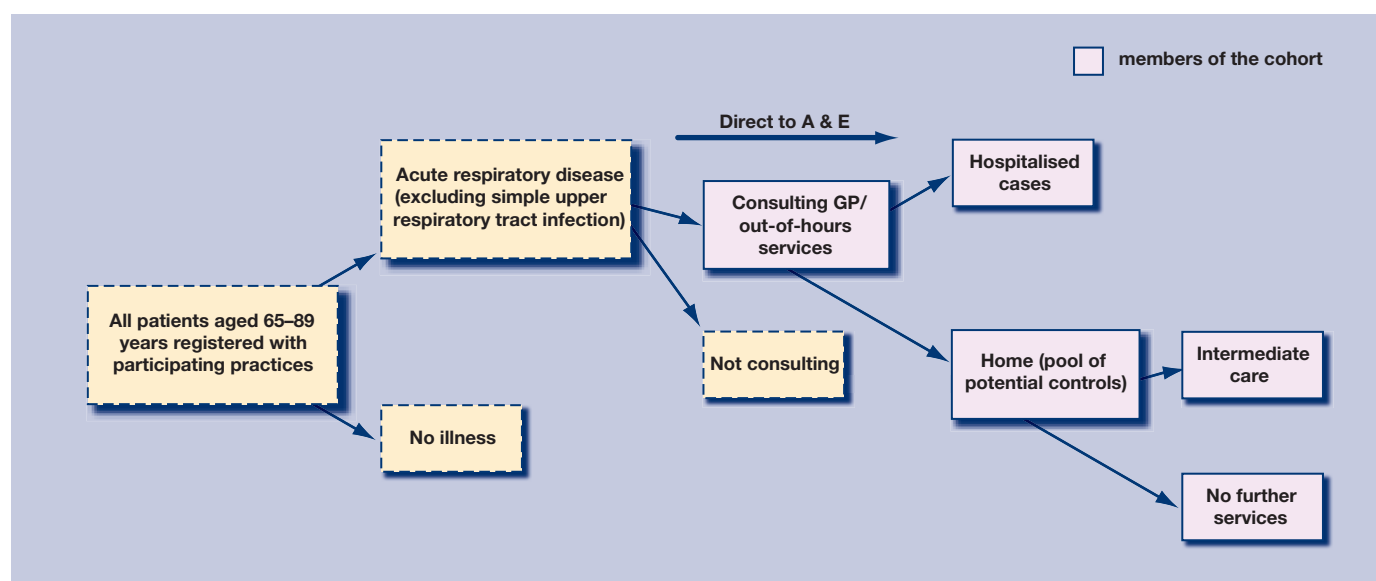 members of the cohort
Direct to A & E
Hospitalised
cases
Acute respiratory disease
(excluding simple upper
respiratory tract infection)
Consulting GP/
out-of-hours
services
All patients aged 65–89
years registered with
participating practices
Not consulting
Home (pool of
potential controls)
Intermediate
care
No illness
No further
services